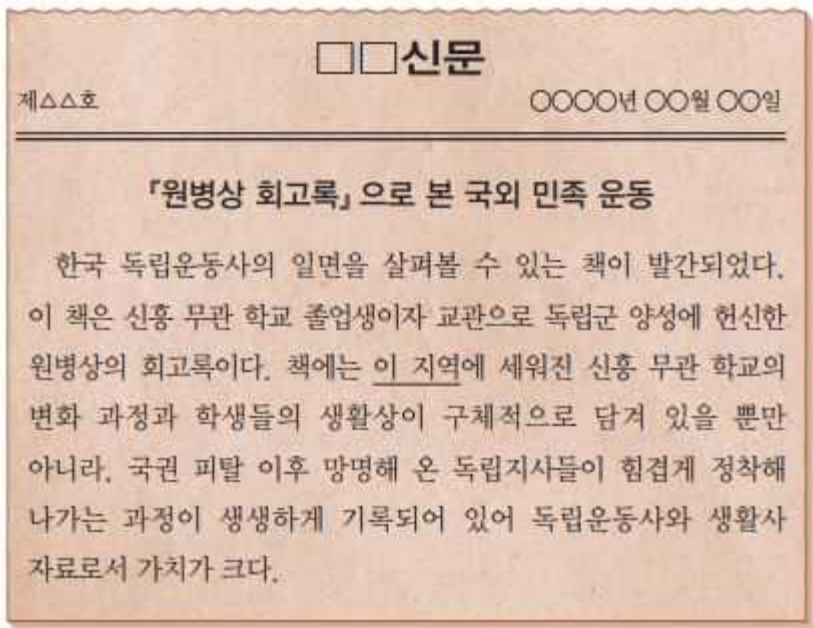 □□신문
제△△호 ○○○○년 ○○월 ○○일
『원병상 회고록』으로 본 국외 민족 운동
한국 독립운동사의 일면을 살펴볼 수 있는 책이 발간되었다.
이 책은 신흥 무관 학교 졸업생이자 교관으로 독립군 양성에 헌신한
원병상의 회고록이다. 책에는 이 지역에 세워진 신흥 무관 학교의
변화 과정과 학생들의 생활상이 구체적으로 담겨 있을 뿐만
아니라, 국권 피탈 이후 망명해 온 독립지사들이 힘겹게 정착해
나가는 과정이 생생하게 기록되어 있어 독립운동사와 생활사
자료로서 가치가 크다.